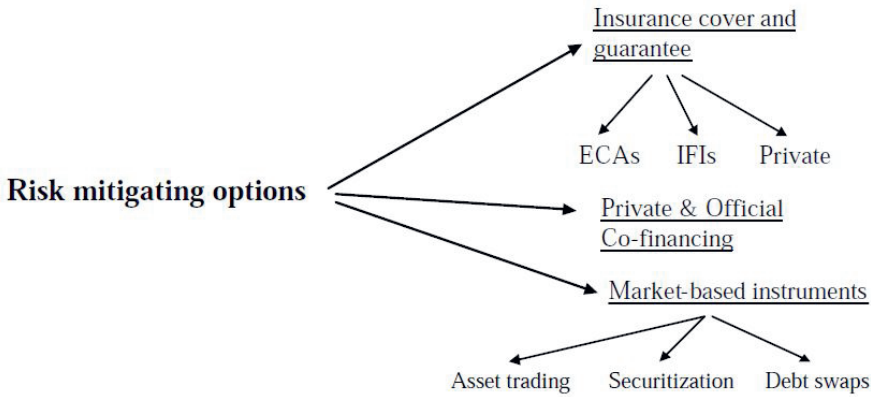 Insurance cover and
guarantee
ECAs IFIs Private
Risk mitigating options
Private & Official
Co-financing
Market-based instruments
Asset trading Securitization Debt swaps